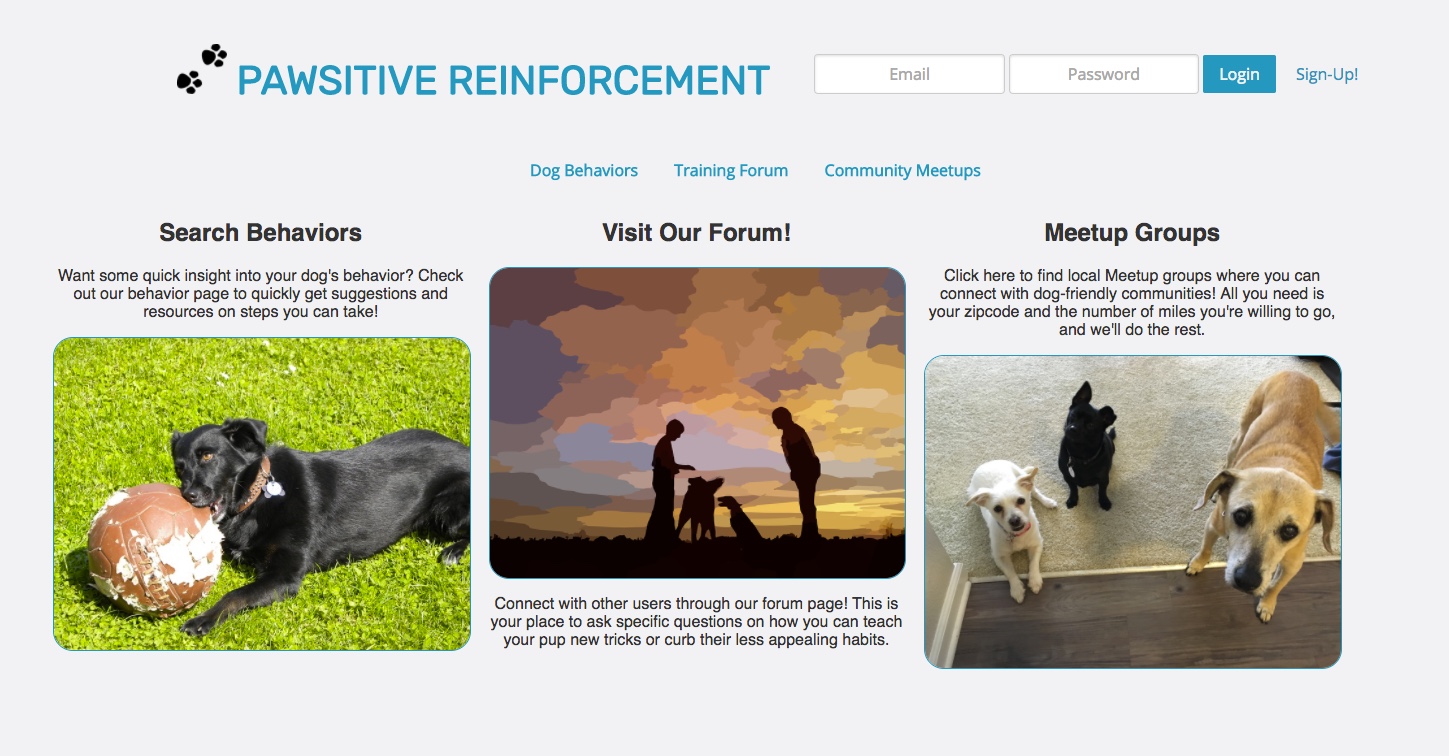 PAWSITIVE REINFORCEMENT
Email
Password
Login
Sign-Up!
Dog Behaviors
Training Forum
Community Meetups
Search Behaviors
Want some quick insight into your dog's behavior? Check
out our behavior page to quickly get suggestions and
resources on steps you can take!
Visit Our Forum!
Connect with other users through our forum page! This is
your place to ask specific questions on how you can teach
your pup new tricks or curb their less appealing habits.
Meetup Groups
Click here to find local Meetup groups where you can
connect with dog-friendly communities! All you need is
your zipcode and the number of miles you're willing to go,
and we'll do the rest.